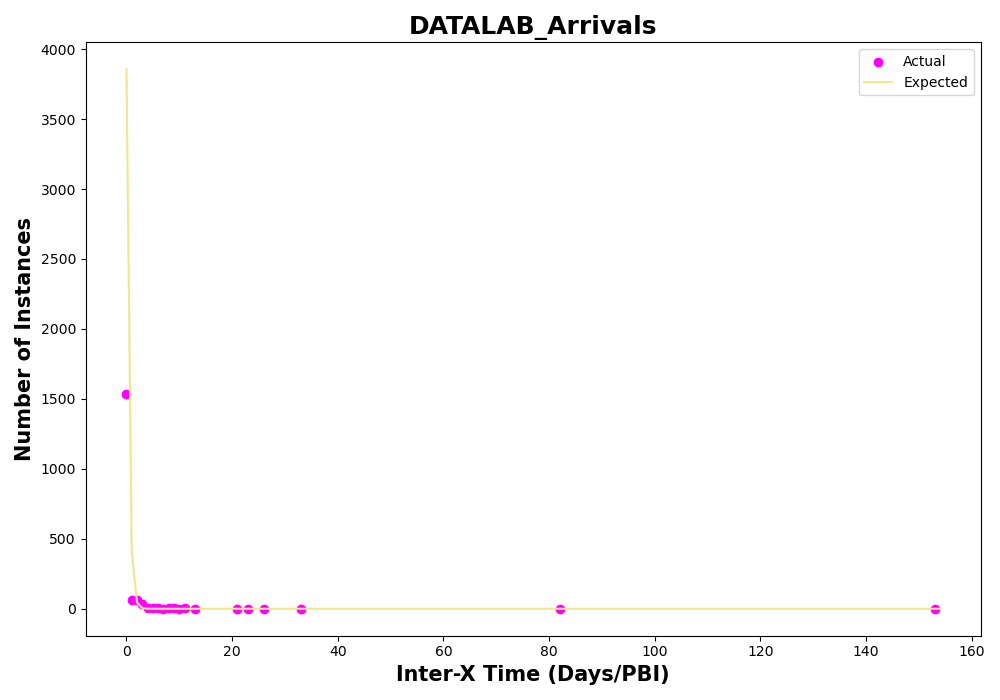 DATALAB_Arrivals
Actual
Expected
4000
3500
3000
2500
2000
1500
1000
500
0
Number of Instances
0 20 40 60 80 100 120 140 160
Inter-X Time (Days/PBI)